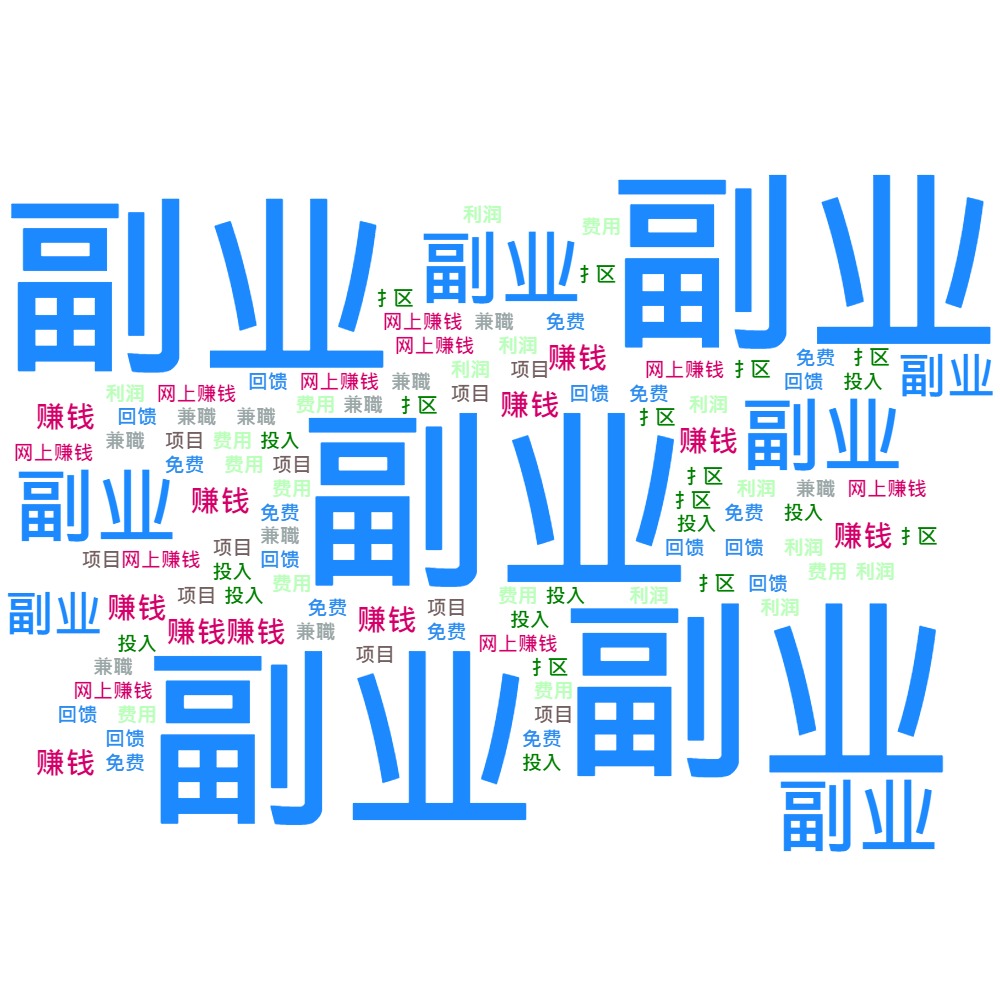 副业 利润 副业
费用
副业
扌区
扌区
网上赚钱 兼職 免费
网上赚钱 利润 赚钱 免费 扌区
利润 项目 网上赚钱 扌区 副业
回馈 网上赚钱 兼職 回馈 投入
利润 网上赚钱 项目 回馈 免费
赚钱 费用 兼職 扌区 赚钱 利润
回馈 兼職 兼職 副业 扌区 副业
兼職 项目 费用 投入 赚钱
网上赚钱
免费 费用 项目 扌区
费用 利润 兼職 网上赚钱
副业 赚钱 扌区
免费 免费 投入
投入
兼職 赚钱 扌区
项目 回馈 回馈 利润
项目 网上赚钱 回馈
投入 费用 利润
费用 扌区 回馈
项目 投入 费用 投入 利润
副业 赚钱 免费 项目 利润
赚钱 投入
赚钱 赚钱 兼職 免费 副业
投入 网上赚钱
项目
兼職 副业 扌区
网上赚钱 费用
回馈 费用 项目
回馈 免费
赚钱 免费 投入
副业